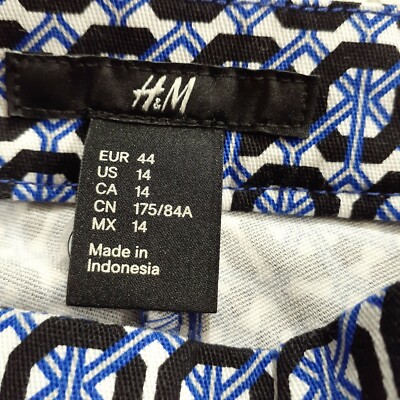 H&M
EUR 44
US 14
CA 14
CN 175/84A
MX 14
Made in
Indonesia